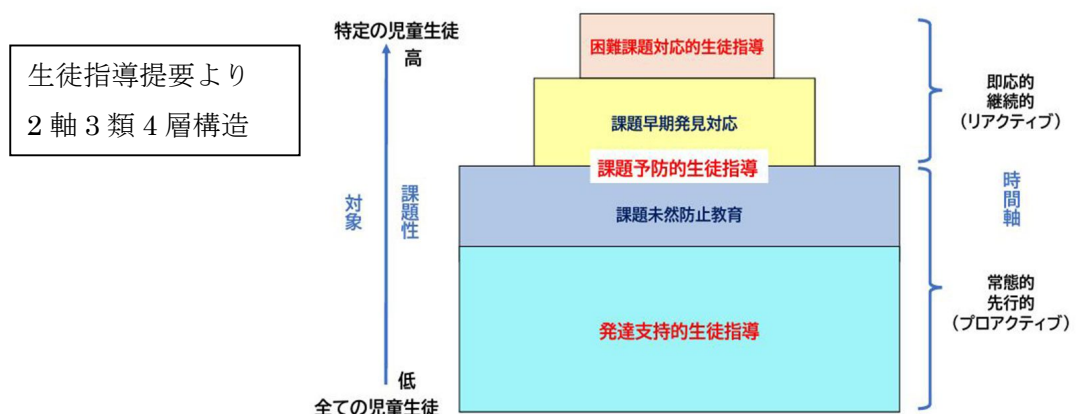 生徒指導提要より
2軸3類4層構造
特定の児童生徒
高
対象
課題性
低
全ての児童生徒
困難課題対応的生徒指導
課題早期発見対応
課題予防的生徒指導
課題未然防止教育
発達支持的生徒指導
即応的
継続的
（リアクティブ）
時間軸
常態的
先行的
（プロアクティブ）